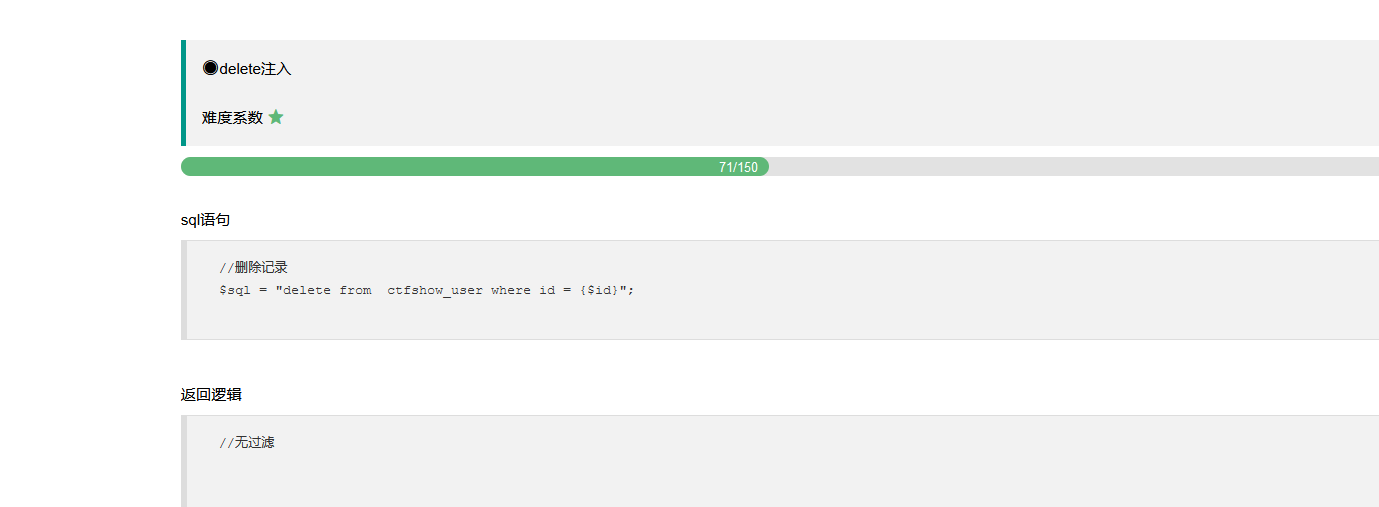 ◉delete注入
难度系数 ★
71/150
sql语句
//删除记录
$sql = "delete from  ctfshow_user where id = {$id}";
返回逻辑
//无过滤